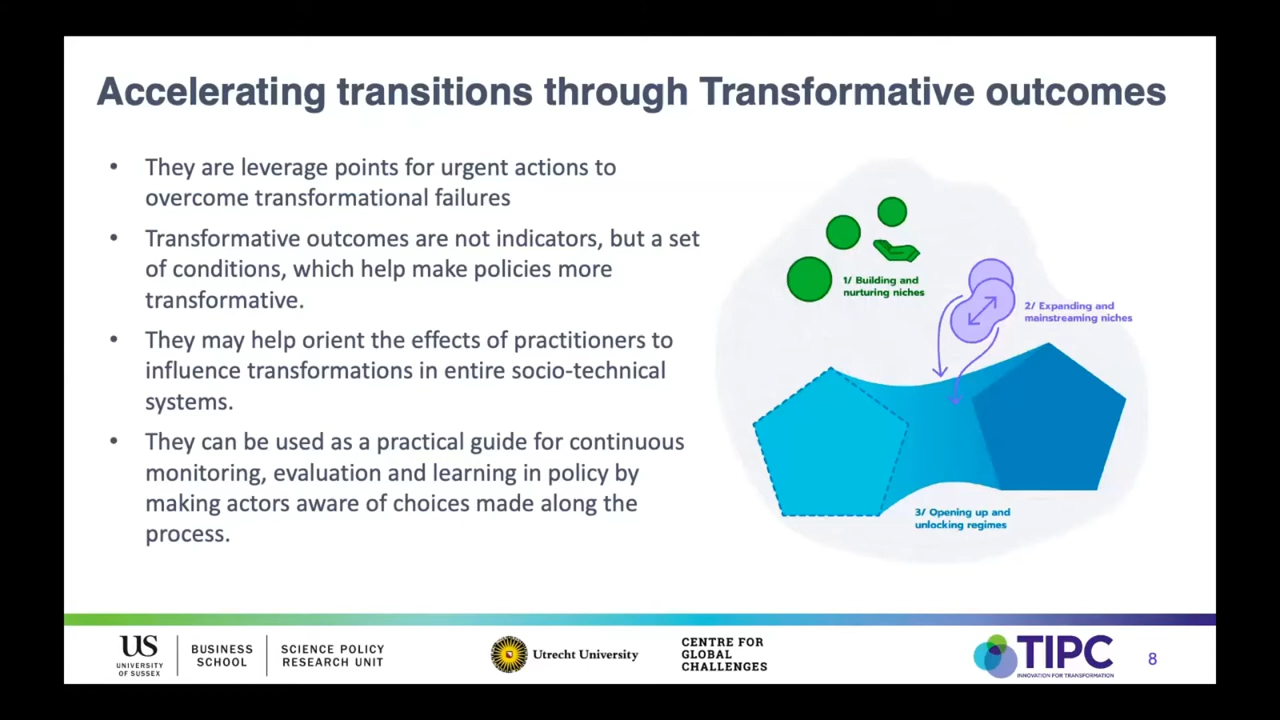 Accelerating transitions through Transformative outcomes
• They are leverage points for urgent actions to
overcome transformational failures
• Transformative outcomes are not indicators, but a set
of conditions, which help make policies more
transformative.
• They may help orient the effects of practitioners to
influence transformations in entire socio-technical
systems.
• They can be used as a practical guide for continuous
monitoring, evaluation and learning in policy by
making actors aware of choices made along the
process.
1/ Building and
nurturing niches
2/ Expanding and
mainstreaming niches
3/ Opening up and
unlocking regimes
US
UNIVERSITY
OF SUSSEX
BUSINESS
SCHOOL
SCIENCE POLICY
RESEARCH UNIT
Utrecht University
CENTRE FOR
GLOBAL
CHALLENGES
TIPC
INNOVATION FOR TRANSFORMATION
8